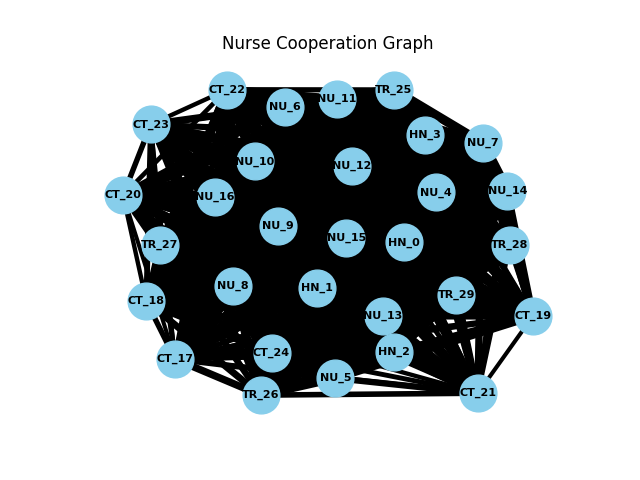 Nurse Cooperation Graph
CT_22
TR_25
NU_11
NU_6
CT_23
HN_3
NU_7
NU_10
NU_12
NU_14
NU_4
CT_20
NU_16
NU_9
NU_15
HN_0
TR_27
TR_28
NU_8
HN_1
TR_29
CT_18
NU_13
CT_19
HN_2
CT_24
CT_17
NU_5
CT_21
TR_26